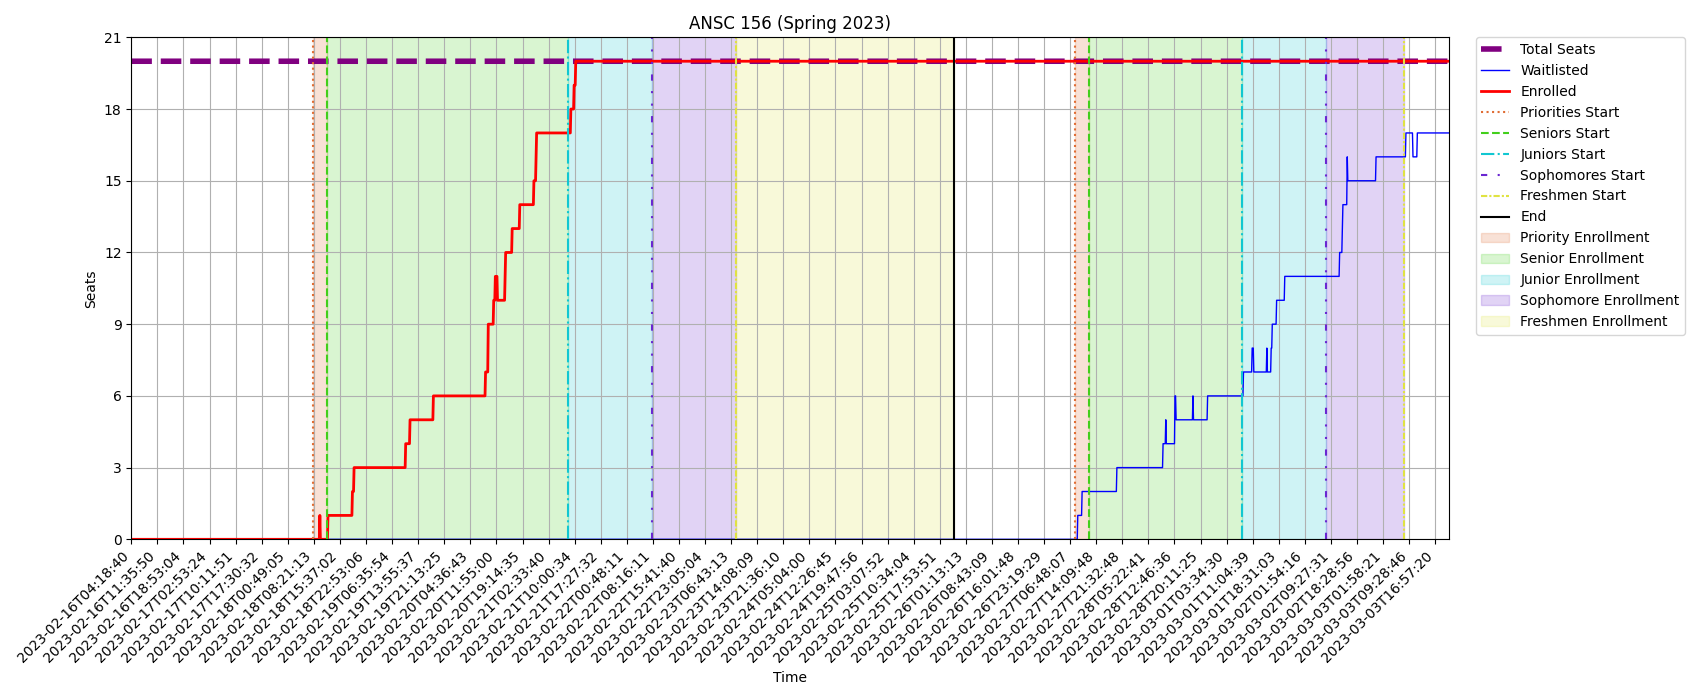 ANSC 156 (Spring 2023)
21
18
15
12
9
6
3
0
Seats
2023-02-16T04:18:40
2023-02-16T11:35:50
2023-02-16T18:53:04
2023-02-17T02:53:24
2023-02-17T10:11:51
2023-02-17T17:30:32
2023-02-18T00:49:05
2023-02-18T08:21:13
2023-02-18T15:37:02
2023-02-18T22:53:06
2023-02-19T06:35:54
2023-02-19T13:55:37
2023-02-19T21:13:25
2023-02-20T04:36:43
2023-02-20T11:55:00
2023-02-20T19:14:35
2023-02-21T02:33:40
2023-02-21T10:00:34
2023-02-21T17:27:32
2023-02-22T00:48:11
2023-02-22T08:16:11
2023-02-22T15:41:40
2023-02-22T23:05:04
2023-02-23T06:43:13
2023-02-23T14:08:09
2023-02-23T21:36:10
2023-02-24T05:04:00
2023-02-24T12:26:45
2023-02-24T19:47:56
2023-02-25T03:07:52
2023-02-25T10:34:04
2023-02-25T17:53:51
2023-02-26T01:13:13
2023-02-26T08:43:09
2023-02-26T16:01:48
2023-02-26T23:19:29
2023-02-27T06:48:07
2023-02-27T14:09:48
2023-02-27T21:32:48
2023-02-28T05:22:41
2023-02-28T12:46:36
2023-02-28T20:11:25
2023-03-01T03:34:30
2023-03-01T11:04:39
2023-03-01T18:31:03
2023-03-02T01:54:16
2023-03-02T09:27:31
2023-03-02T18:28:56
2023-03-03T01:58:21
2023-03-03T09:28:46
2023-03-03T16:57:20
Time
Total Seats
Waitlisted
Enrolled
Priorities Start
Seniors Start
Juniors Start
Sophomores Start
Freshmen Start
End
Priority Enrollment
Senior Enrollment
Junior Enrollment
Sophomore Enrollment
Freshmen Enrollment